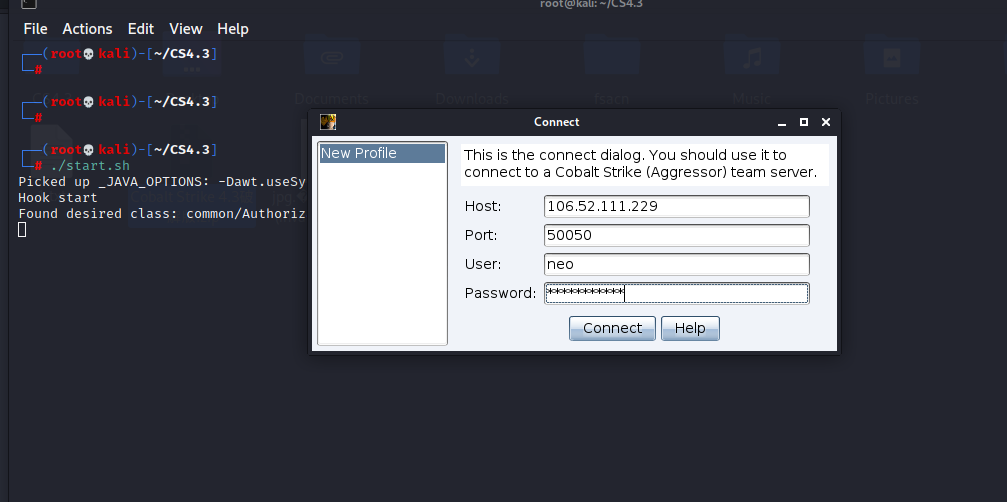 root@kali: ~/CS4.3
File Actions Edit View Help
(root💀kali)-[~/CS4.3]
#
(root💀kali)-[~/CS4.3]
#
Documents Downloads fsacn Music Pictures
(root💀kali)-[~/CS4.3]
# ./start.sh
Picked up _JAVA_OPTIONS: -Dawt.useSy
Hook start
Found desired class: common/Authoriz
Connect
New Profile
This is the connect dialog. You should use it to
connect to a Cobalt Strike (Aggressor) team server.
Host: 106.52.111.229
Port: 50050
User: neo
Password: ***********
Connect Help